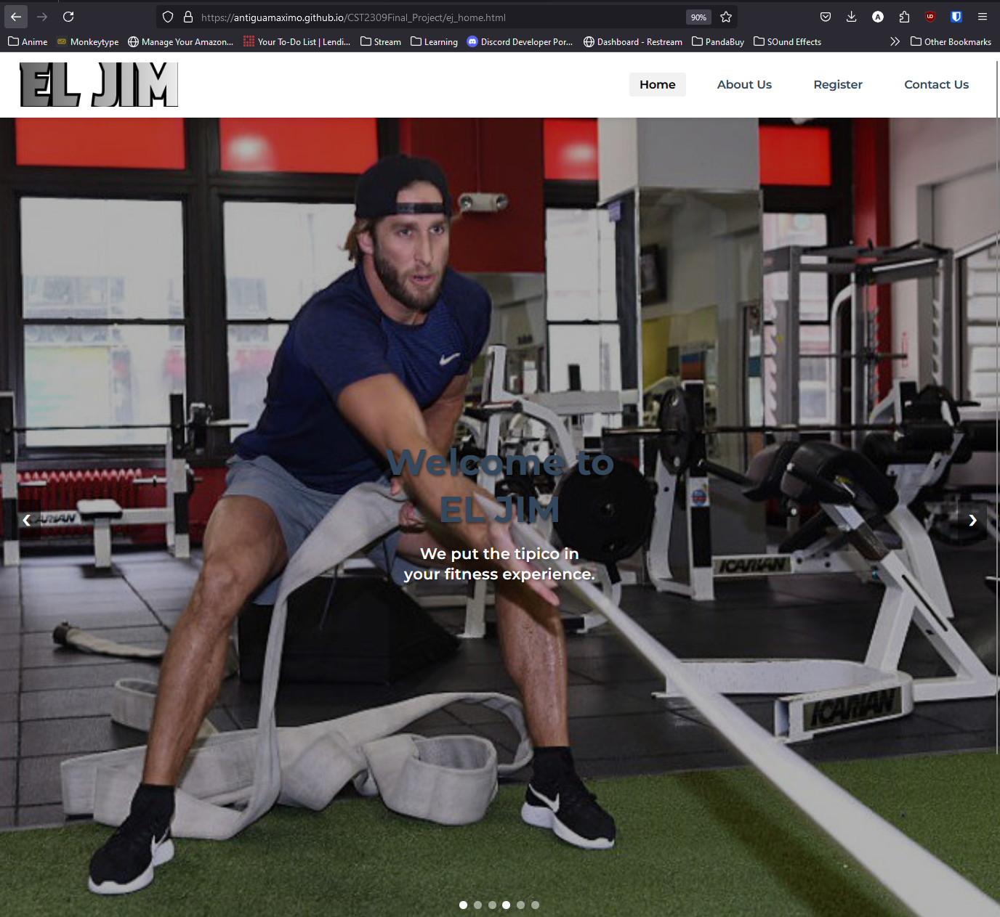 https://antiguamaximo.github.io/CST2309Final_Project/ej_home.html
90%
Anime
Monkeytype
Manage Your Amazon...
Your To-Do List | Lendi...
Stream
Learning
Discord Developer Por...
Dashboard - Restream
PandaBuy
SOund Effects
Other Bookmarks
EL JIM
Home
About Us
Register
Contact Us
Welcome to
EL JIM
We put the tipico in
your fitness experience.
ICARIAN
ICARIAN
ICARIAN